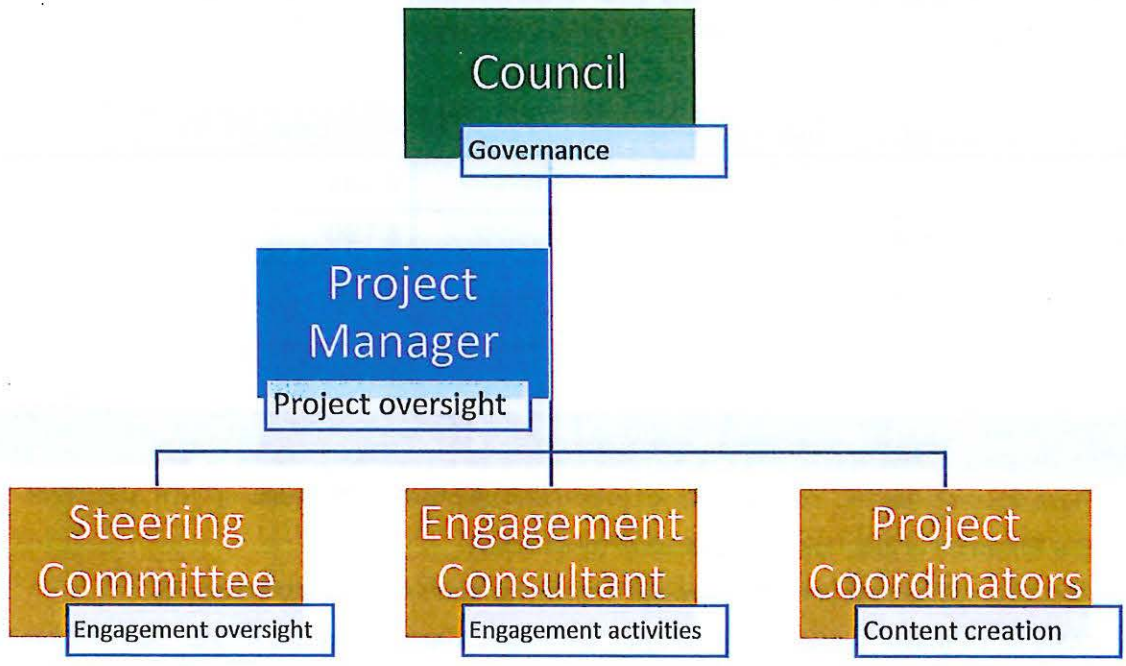 Council
Governance
Project
Manager
Project oversight
Steering
Committee
Engagement oversight
Engagement
Consultant
Engagement activities
Project
Coordinators
Content creation